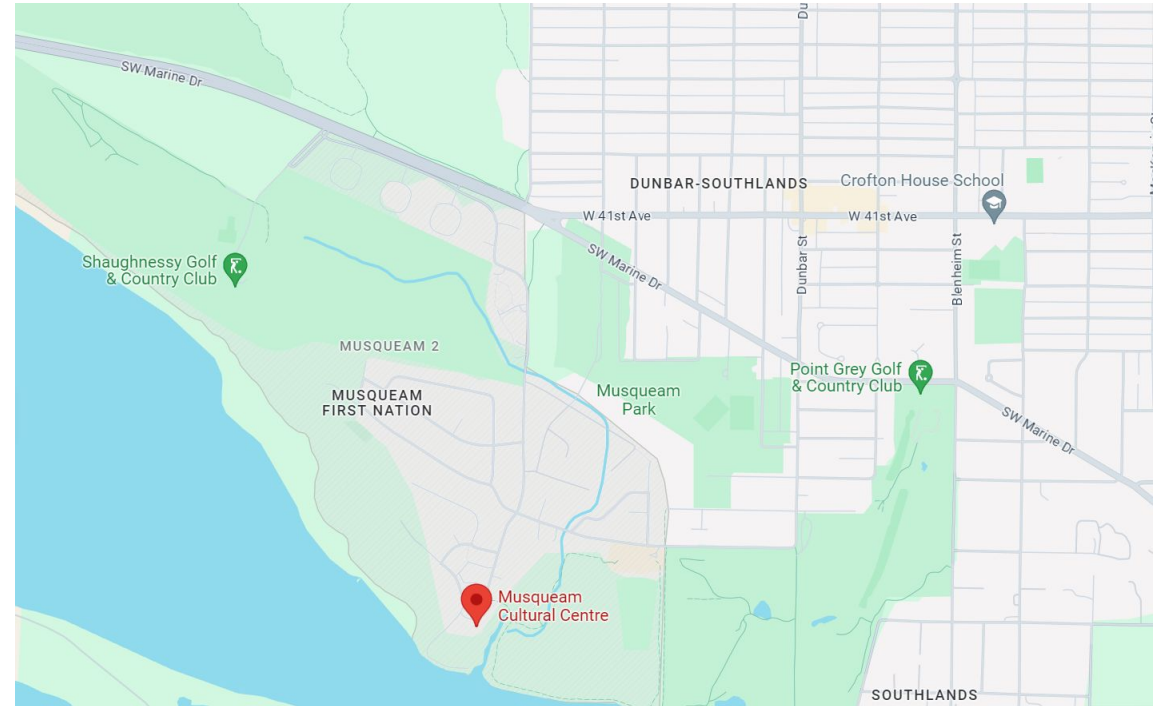 Du
SW Marine Dr
DUNBAR-SOUTHLANDS
Crofton House School
W 41st Ave
W 41st Ave
SW Marine Dr
Dunbar St
Blenheim St
Shaughnessy Golf
& Country Club
MUSQUEAM 2
MUSQUEAM
FIRST NATION
Musqueam
Park
Point Grey Golf
& Country Club
SW Marine Dr
Musqueam
Cultural Centre
SOUTHLANDS